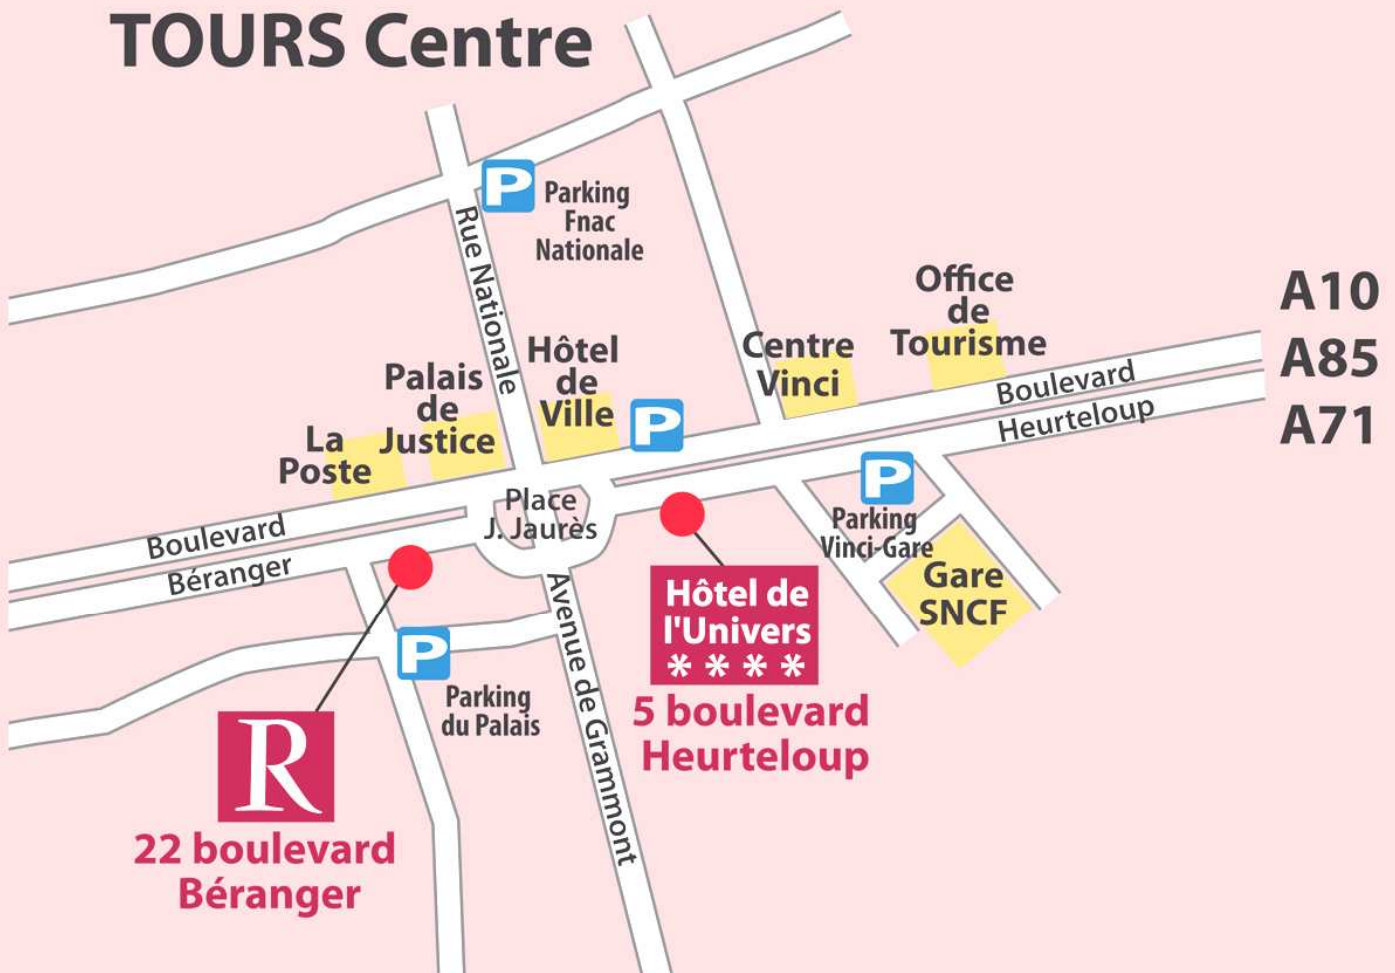 TOURS Centre
P
Parking
Fnac
Nationale
Rue Nationale
Office
de
Tourisme
A10
A85
A71
Centre
Vinci
Hôtel
de
Ville
P
Palais
de
Justice
La
Poste
Boulevard
Heurteloup
Place
J. Jaurès
P
Parking
Vinci-Gare
Boulevard
Béranger
Gare
SNCF
Hôtel de
l'Univers
* * * *
5 boulevard
Heurteloup
Avenue de Grammont
P
Parking
du Palais
R
22 boulevard
Béranger